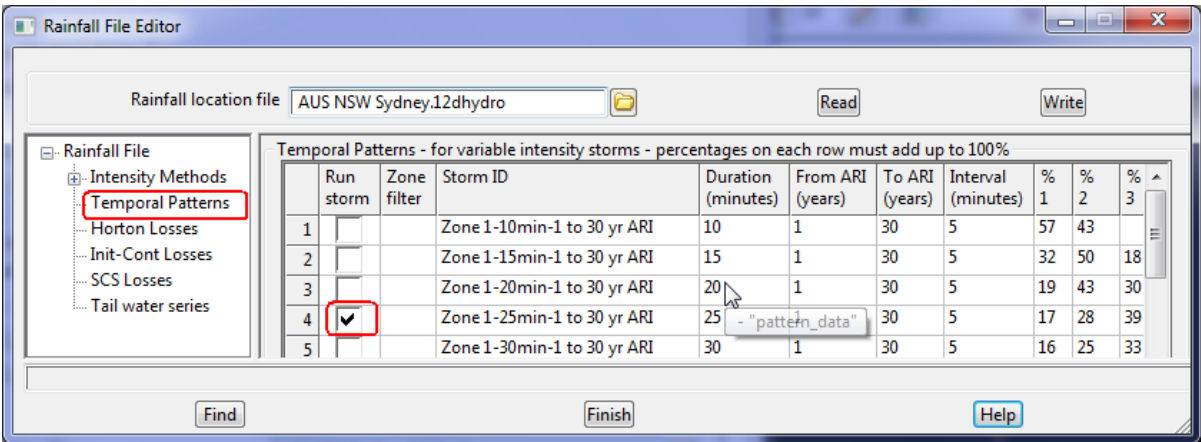 Rainfall File Editor
Rainfall location file AUS NSW Sydney.12dhydro Read Write
Rainfall File
Intensity Methods
Temporal Patterns
Horton Losses
Init-Cont Losses
SCS Losses
Tail water series
Temporal Patterns - for variable intensity storms - percentages on each row must add up to 100%
Run storm Zone filter Storm ID Duration (minutes) From ARI (years) To ARI (years) Interval (minutes) % 1 % 2 % 3
1 Zone 1-10min-1 to 30 yr ARI 10 1 30 5 57 43
2 Zone 1-15min-1 to 30 yr ARI 15 1 30 5 32 50 18
3 Zone 1-20min-1 to 30 yr ARI 20 1 30 5 19 43 30
4 Zone 1-25min-1 to 30 yr ARI 25 1 30 5 17 28 39
- "pattern_data"
5 Zone 1-30min-1 to 30 yr ARI 30 1 30 5 16 25 33
Find Finish Help